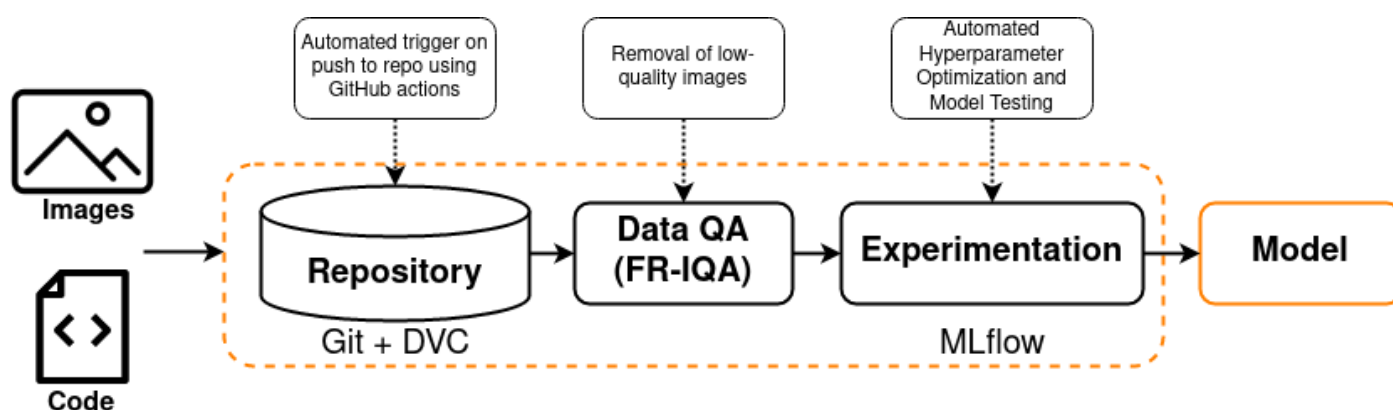 Automated trigger on
push to repo using
GitHub actions
Removal of low-
quality images
Automated
Hyperparameter
Optimization and
Model Testing
Images
Code
Repository
Git + DVC
Data QA
(FR-IQA)
Experimentation
MLflow
Model